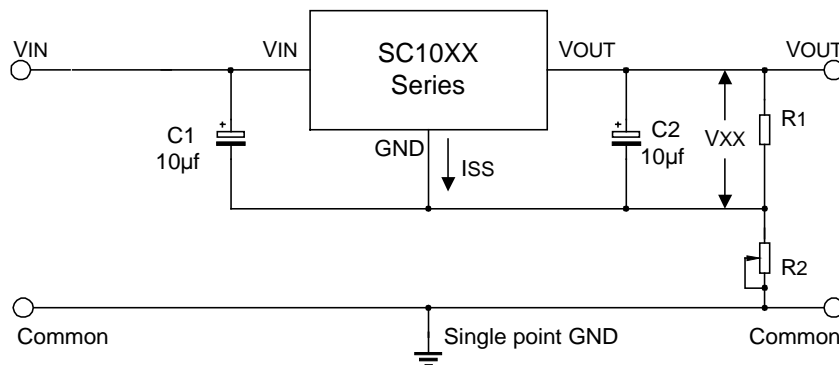 VIN
VIN
SC10XX
Series
VOUT
VOUT
+
C1
10µf
GND
ISS
+
C2
10µf
VXX
R1
R2
Common
Single point GND
Common